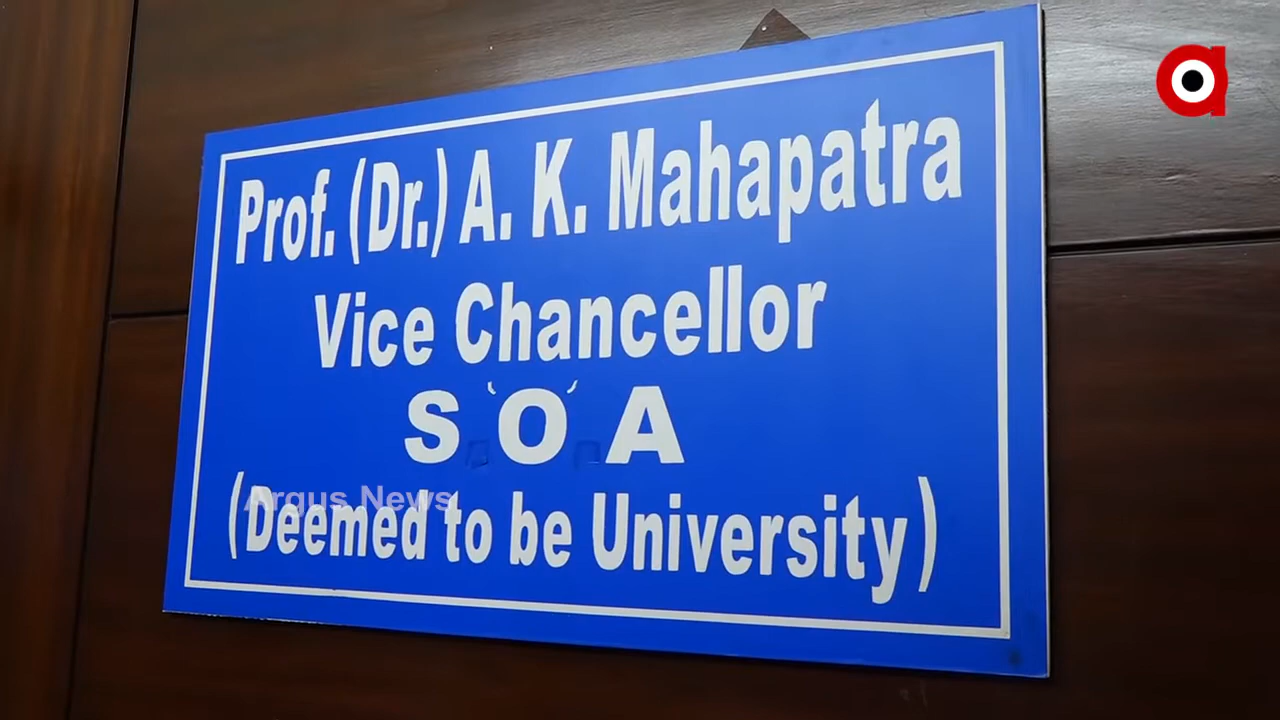 Prof. (Dr.) A. K. Mahapatra
Vice Chancellor
S 'O' A
(Deemed to be University)
Argus News